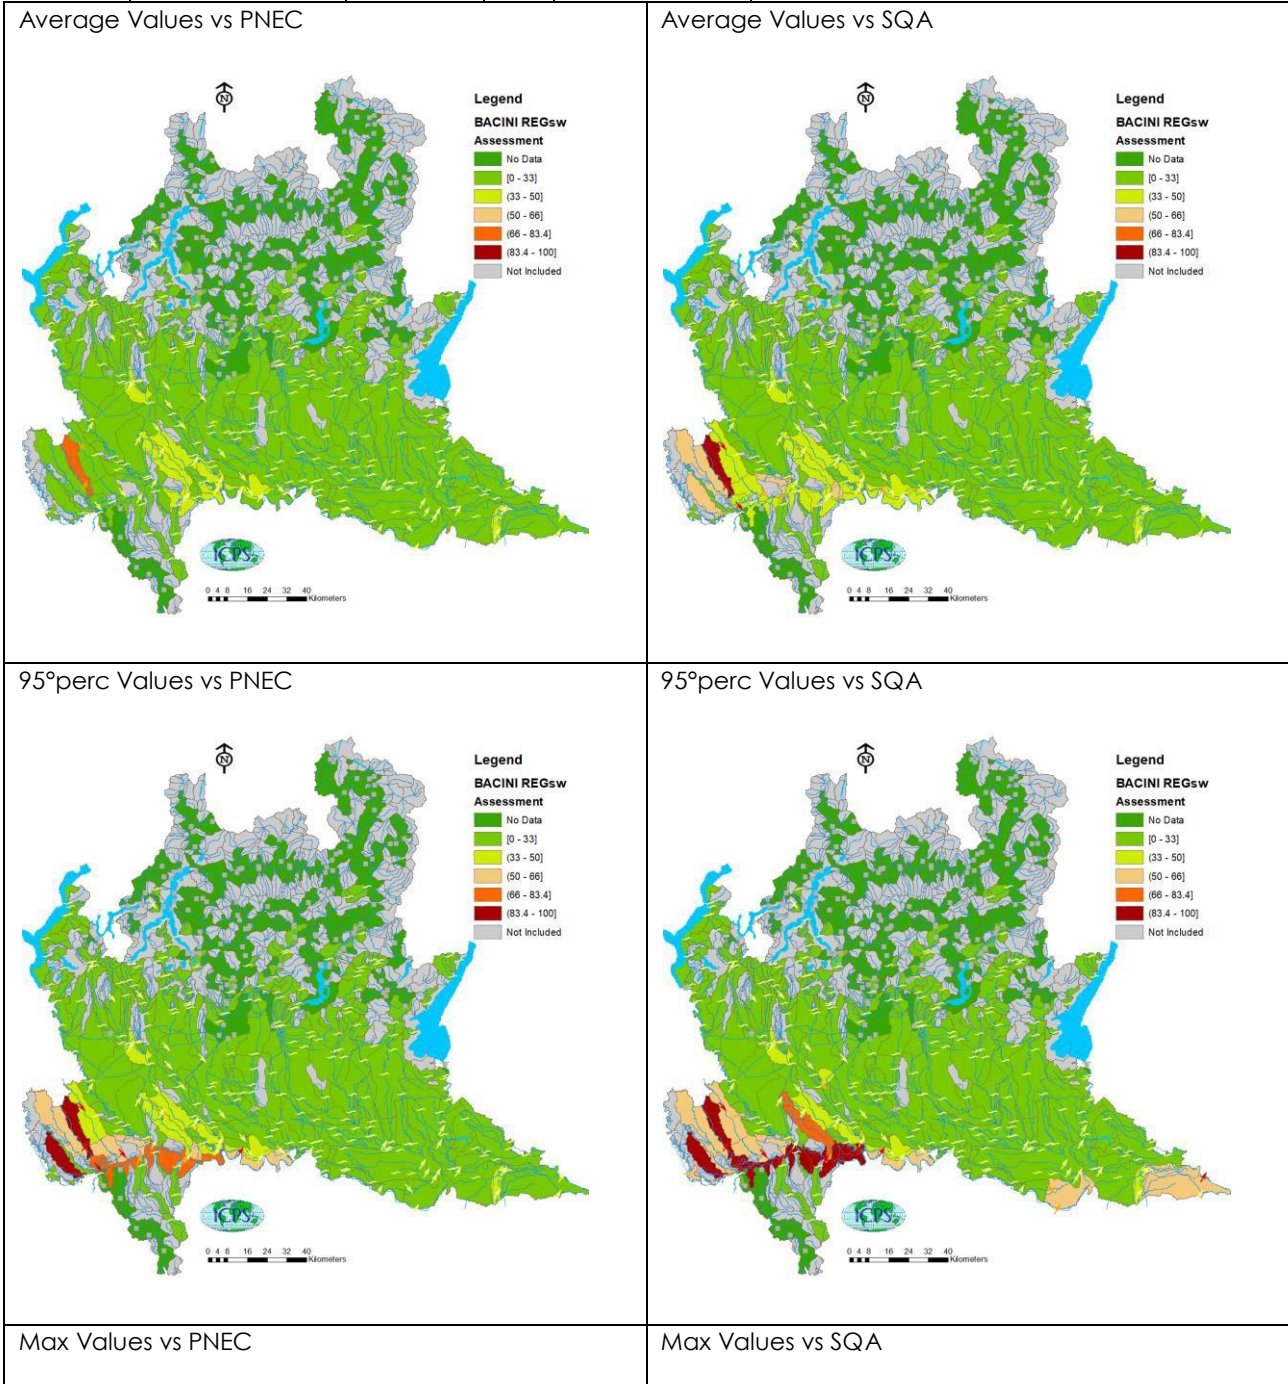 Average Values vs PNEC
N
Legend
BACINI REGsw
Assessment
No Data
[0 - 33]
(33 - 50]
(50 - 66]
(66 - 83.4]
(83.4 - 100]
Not Included
ICPS
0 4 8 16 24 32 40
Kilometers
Average Values vs SQA
N
Legend
BACINI REGsw
Assessment
No Data
[0 - 33]
(33 - 50]
(50 - 66]
(66 - 83.4]
(83.4 - 100]
Not Included
ICPS
0 4 8 16 24 32 40
Kilometers
95°perc Values vs PNEC
N
Legend
BACINI REGsw
Assessment
No Data
[0 - 33]
(33 - 50]
(50 - 66]
(66 - 83.4]
(83.4 - 100]
Not Included
ICPS
0 4 8 16 24 32 40
Kilometers
95°perc Values vs SQA
N
Legend
BACINI REGsw
Assessment
No Data
[0 - 33]
(33 - 50]
(50 - 66]
(66 - 83.4]
(83.4 - 100]
Not Included
ICPS
0 4 8 16 24 32 40
Kilometers
Max Values vs PNEC
Max Values vs SQA